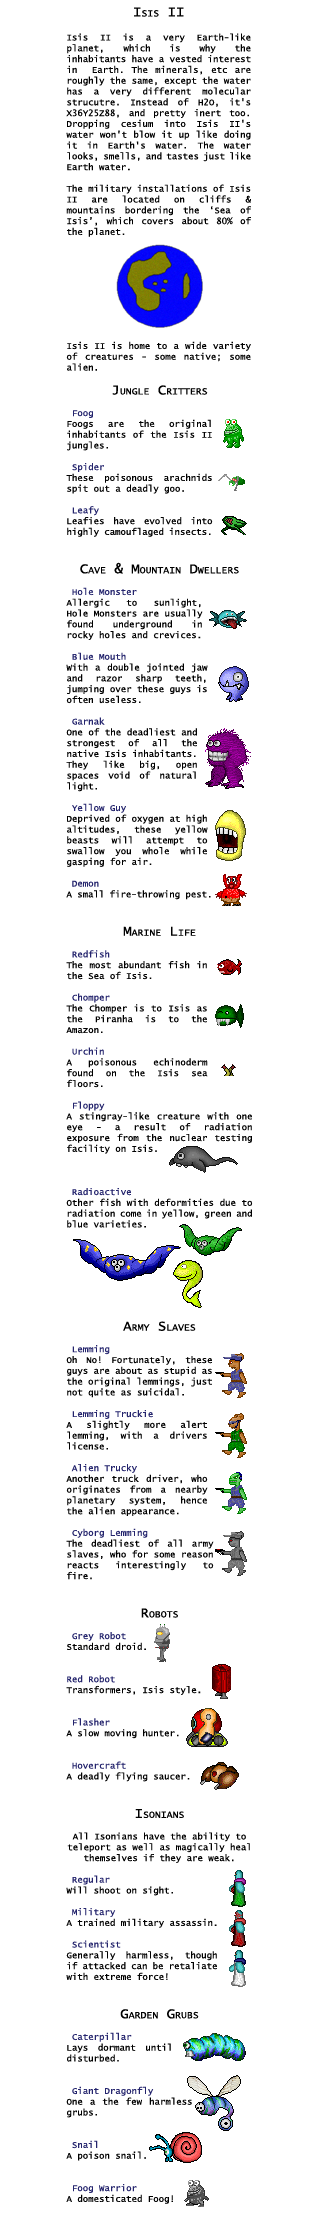 Isis II
Isis II is a very Earth-like
planet, which is why the
inhabitants have a vested interest
in Earth. The minerals, etc are
roughly the same, except the water
has a very different molecular
strucutre. Instead of H2O, it's
X36Y25Z88, and pretty inert too.
Dropping cesium into Isis II's
water won't blow it up like doing
it in Earth's water. The water
looks, smells, and tastes just like
Earth water.
The military installations of Isis
II are located on cliffs &
mountains bordering the 'Sea of
Isis', which covers about 80% of
the planet.
Isis II is home to a wide variety
of creatures - some native; some
alien.
Jungle Critters
Foog
Foogs are the original
inhabitants of the Isis II
jungles.
Spider
These poisonous arachnids
spit out a deadly goo.
Leafy
Leafies have evolved into
highly camouflaged insects.
Cave & Mountain Dwellers
Hole Monster
Allergic to sunlight,
Hole Monsters are usually
found underground in
rocky holes and crevices.
Blue Mouth
With a double jointed jaw
and razor sharp teeth,
jumping over these guys is
often useless.
Garnak
One of the deadliest and
strongest of all the
native Isis inhabitants.
They like big, open
spaces void of natural
light.
Yellow Guy
Deprived of oxygen at high
altitudes, these yellow
beasts will attempt to
swallow you whole while
gasping for air.
Demon
A small fire-throwing pest.
Marine Life
Redfish
The most abundant fish in
the Sea of Isis.
Chomper
The Chomper is to Isis as
the Piranha is to the
Amazon.
Urchin
A poisonous echinoderm
found on the Isis sea
floors.
Floppy
A stingray-like creature with one
eye - a result of radiation
exposure from the nuclear testing
facility on Isis.
Radioactive
Other fish with deformities due to
radiation come in yellow, green and
blue varieties.
Army Slaves
Lemming
Oh No! Fortunately, these
guys are about as stupid as
the original lemmings, just
not quite as suicidal.
Lemming Truckie
A slightly more alert
lemming, with a drivers
license.
Alien Trucky
Another truck driver, who
originates from a nearby
planetary system, hence
the alien appearance.
Cyborg Lemming
The deadliest of all army
slaves, who for some reason
reacts interestingly to
fire.
Robots
Grey Robot
Standard droid.
Red Robot
Transformers, Isis style.
Flasher
A slow moving hunter.
Hovercraft
A deadly flying saucer.
Isonians
All Isonians have the ability to
teleport as well as magically heal
themselves if they are weak.
Regular
Will shoot on sight.
Military
A trained military assassin.
Scientist
Generally harmless, though
if attacked can be retaliate
with extreme force!
Garden Grubs
Caterpillar
Lays dormant until
disturbed.
Giant Dragonfly
One a the few harmless
grubs.
Snail
A poison snail.
Foog Warrior
A domesticated Foog!